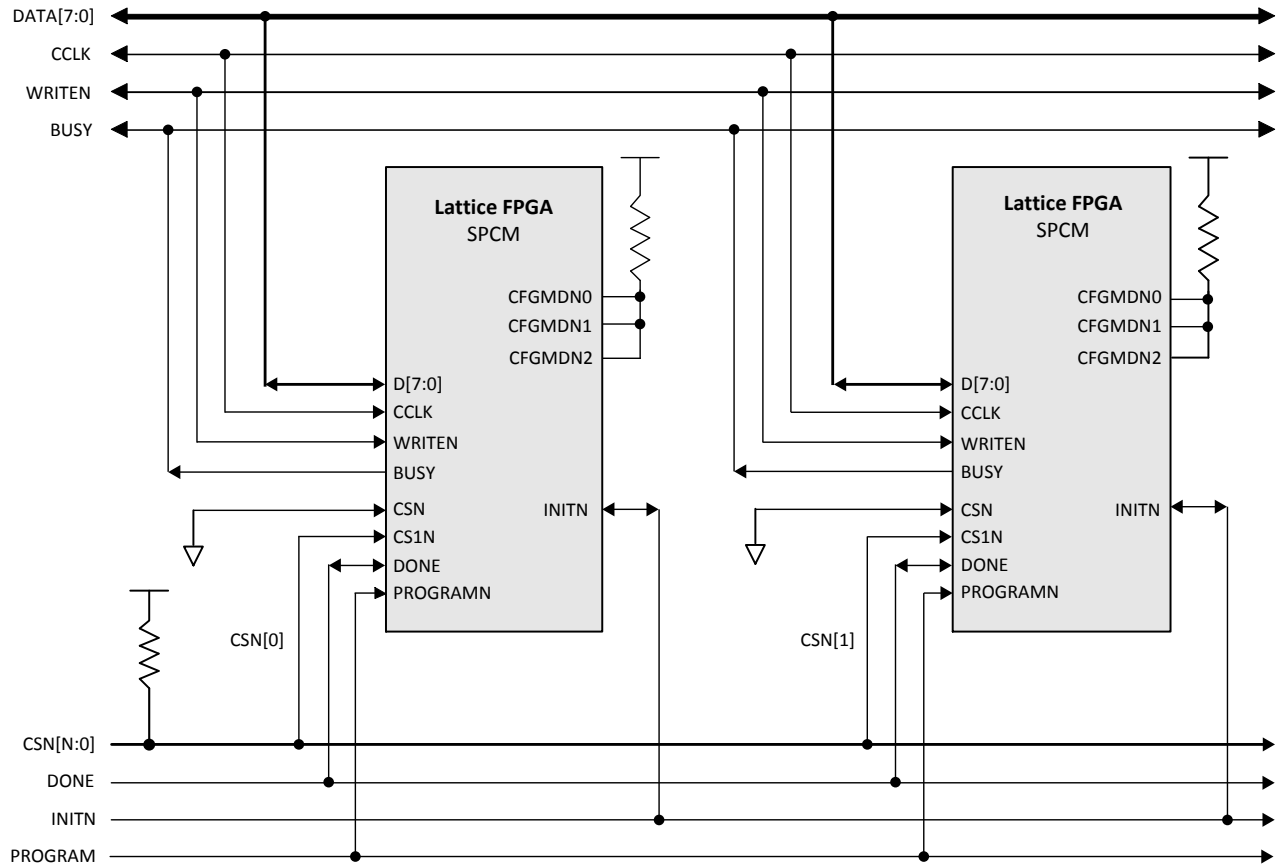 DATA[7:0]
CCLK
WRITEN
BUSY
Lattice FPGA
SPCM
CFGMDN0
CFGMDN1
CFGMDN2
D[7:0]
CCLK
WRITEN
BUSY
CSN
INITN
CS1N
DONE
PROGRAMN
CSN[0]
Lattice FPGA
SPCM
CFGMDN0
CFGMDN1
CFGMDN2
D[7:0]
CCLK
WRITEN
BUSY
CSN
INITN
CS1N
DONE
PROGRAMN
CSN[1]
CSN[N:0]
DONE
INITN
PROGRAM